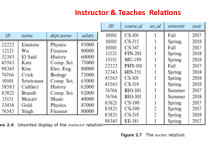 Instructor & Teaches Relations
ID name dept_name salary
22222 Einstein Physics 95000
12121 Wu Finance 90000
32343 El Said History 60000
45565 Katz Comp. Sci. 75000
98345 Kim Elec. Eng. 80000
76766 Crick Biology 72000
10101 Srinivasan Comp. Sci. 65000
58583 Califieri History 62000
83821 Brandt Comp. Sci. 92000
15151 Mozart Music 40000
33456 Gold Physics 87000
76543 Singh Finance 80000
Unsorted display of the instructor relation
ID course_id sec_id semester year
10101 CS-101 1 Fall 2017
10101 CS-315 1 Spring 2018
10101 CS-347 1 Fall 2017
12121 FIN-201 1 Spring 2018
15151 MU-199 1 Spring 2018
22222 PHY-101 1 Fall 2017
32343 HIS-351 1 Spring 2018
45565 CS-101 1 Spring 2018
45565 CS-319 1 Spring 2018
76766 BIO-101 1 Summer 2017
76766 BIO-301 1 Summer 2018
83821 CS-190 1 Spring 2017
83821 CS-190 2 Spring 2017
83821 CS-319 2 Spring 2018
98345 EE-181 1 Spring 2017
Figure 2.7 The teaches relation.